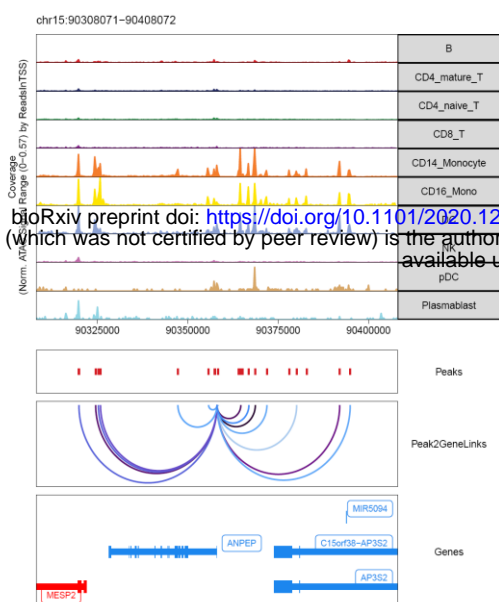 chr15:90308071−90408072
Coverage
(Norm. ATAC Signal Range (0−0.57) by ReadsInTSS)
B
CD4_mature_T
CD4_naive_T
CD8_T
CD14_Monocyte
CD16_Mono
bioRxiv preprint doi: https://doi.org/10.1101/2020.12
(which was not certified by peer review) is the author
NK
available u
pDC
Plasmablast
90325000 90350000 90375000 90400000
Peaks
Peak2GeneLinks
MIR5094
ANPEP C15orf38−AP3S2
Genes
AP3S2
MESP2